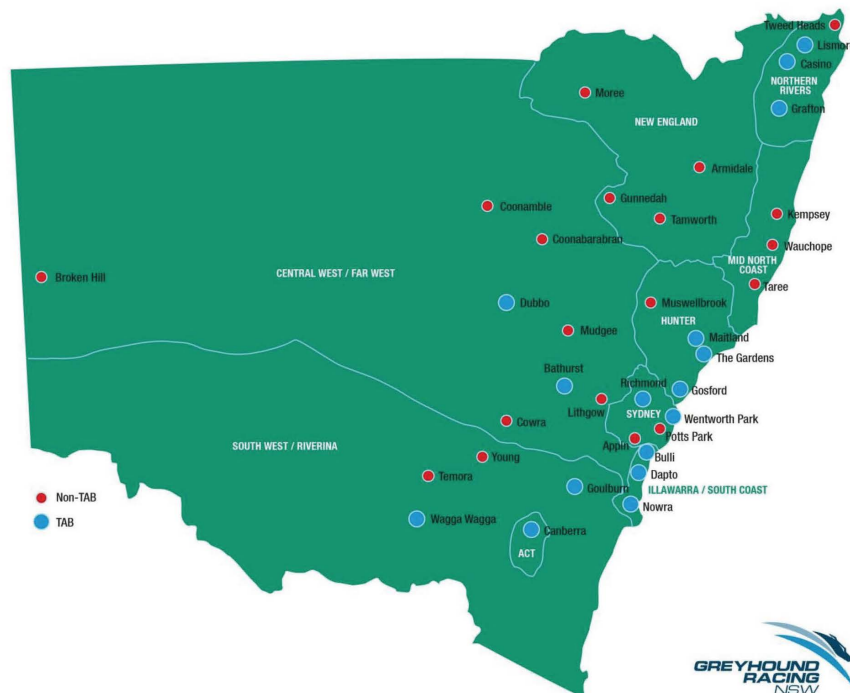 Tweed Heads
Lismore
Casino
NORTHERN
RIVERS
Grafton
Moree
NEW ENGLAND
Armidale
Gunnedah
Tamworth
Coonamble
Coonabarabran
Kempsey
Wauchope
MID NORTH
COAST
Taree
Broken Hill
CENTRAL WEST / FAR WEST
Dubbo
Mudgee
Muswellbrook
HUNTER
Maitland
The Gardens
Bathurst
Richmond
Gosford
Lithgow
SYDNEY
Wentworth Park
Potts Park
Appin
Cowra
SOUTH WEST / RIVERINA
Young
Temora
Bulli
Dapto
Goulburn
ILLAWARRA / SOUTH COAST
Nowra
Wagga Wagga
Canberra
ACT
Non-TAB
TAB
GREYHOUND
RACING
NSW